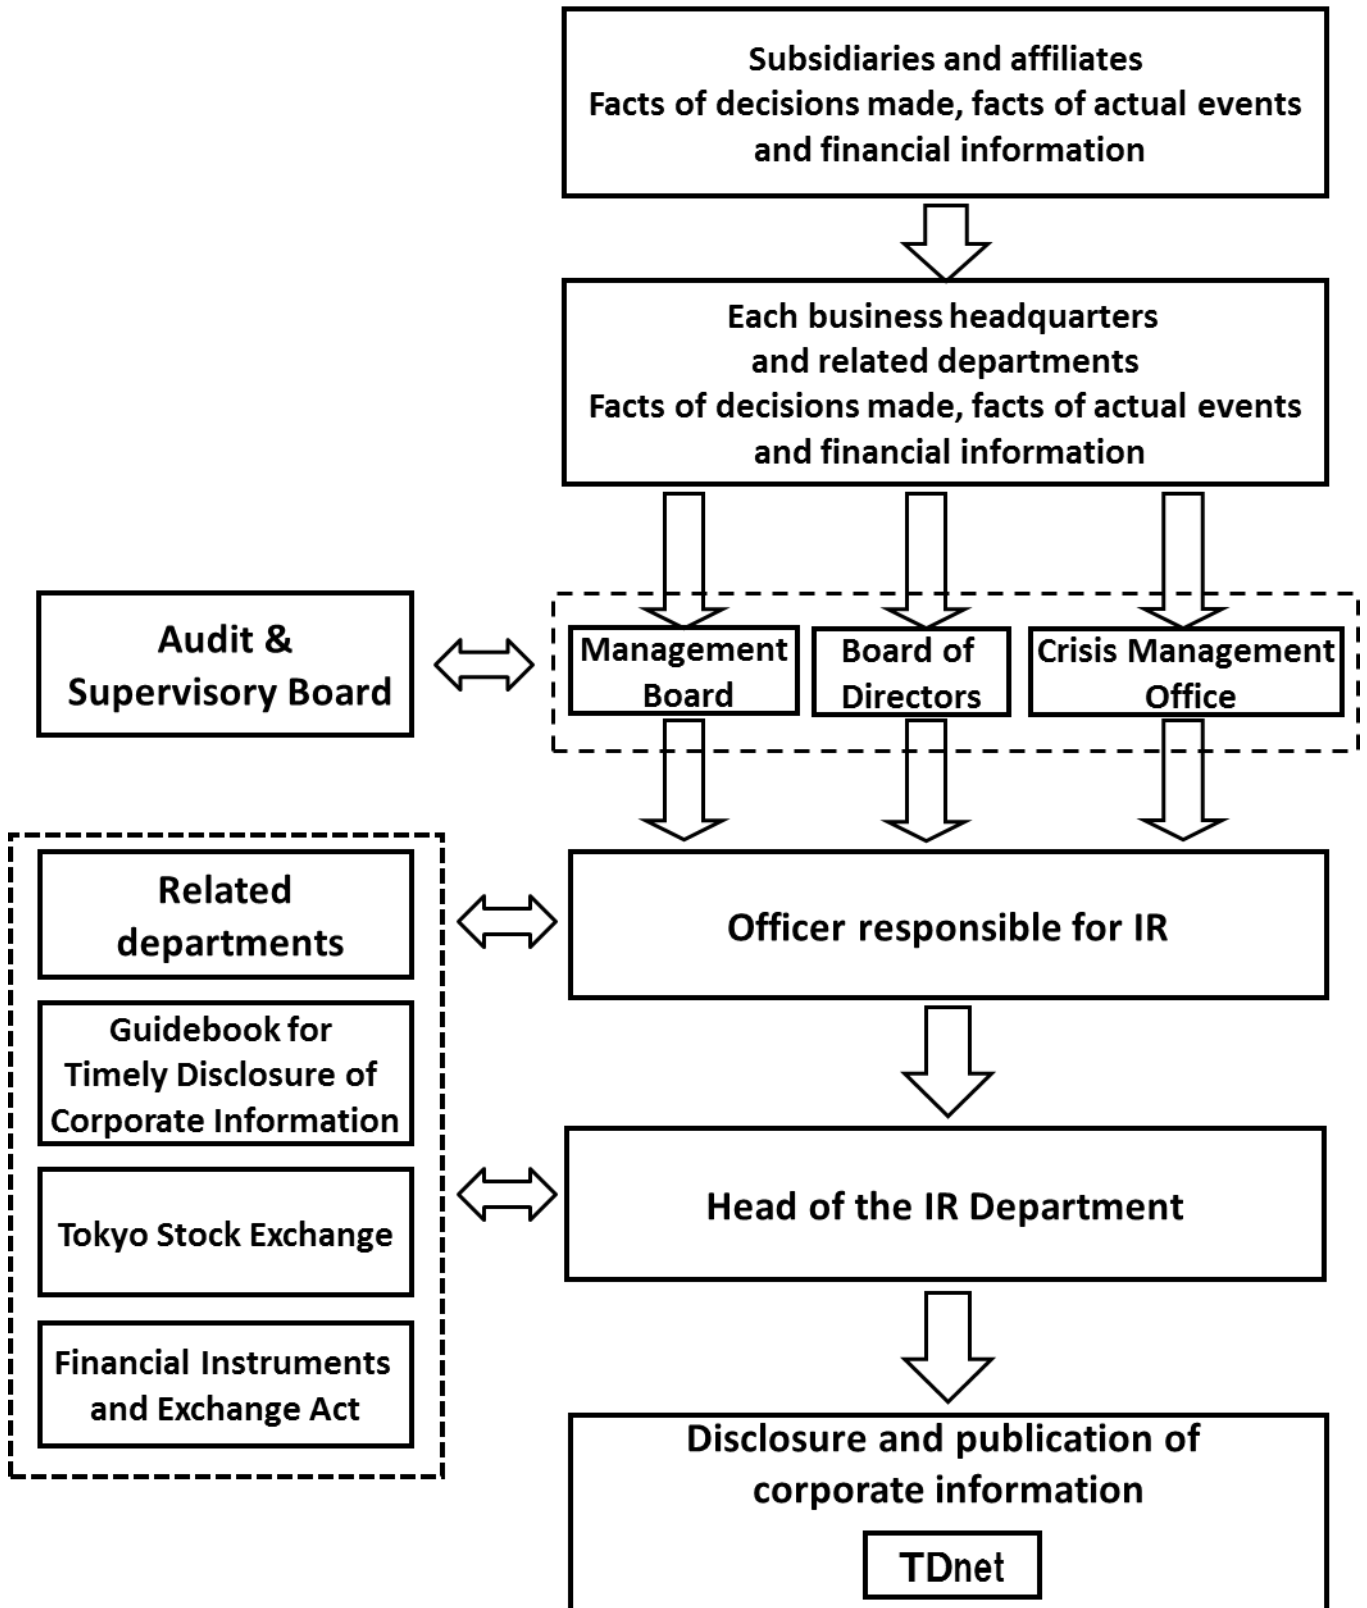 Subsidiaries and affiliates
Facts of decisions made, facts of actual events
and financial information
Each business headquarters
and related departments
Facts of decisions made, facts of actual events
and financial information
Audit &
Supervisory Board
Management
Board
Board of
Directors
Crisis Management
Office
Related
departments
Officer responsible for IR
Guidebook for
Timely Disclosure of
Corporate Information
Head of the IR Department
Tokyo Stock Exchange
Financial Instruments
and Exchange Act
Disclosure and publication of
corporate information
TDnet